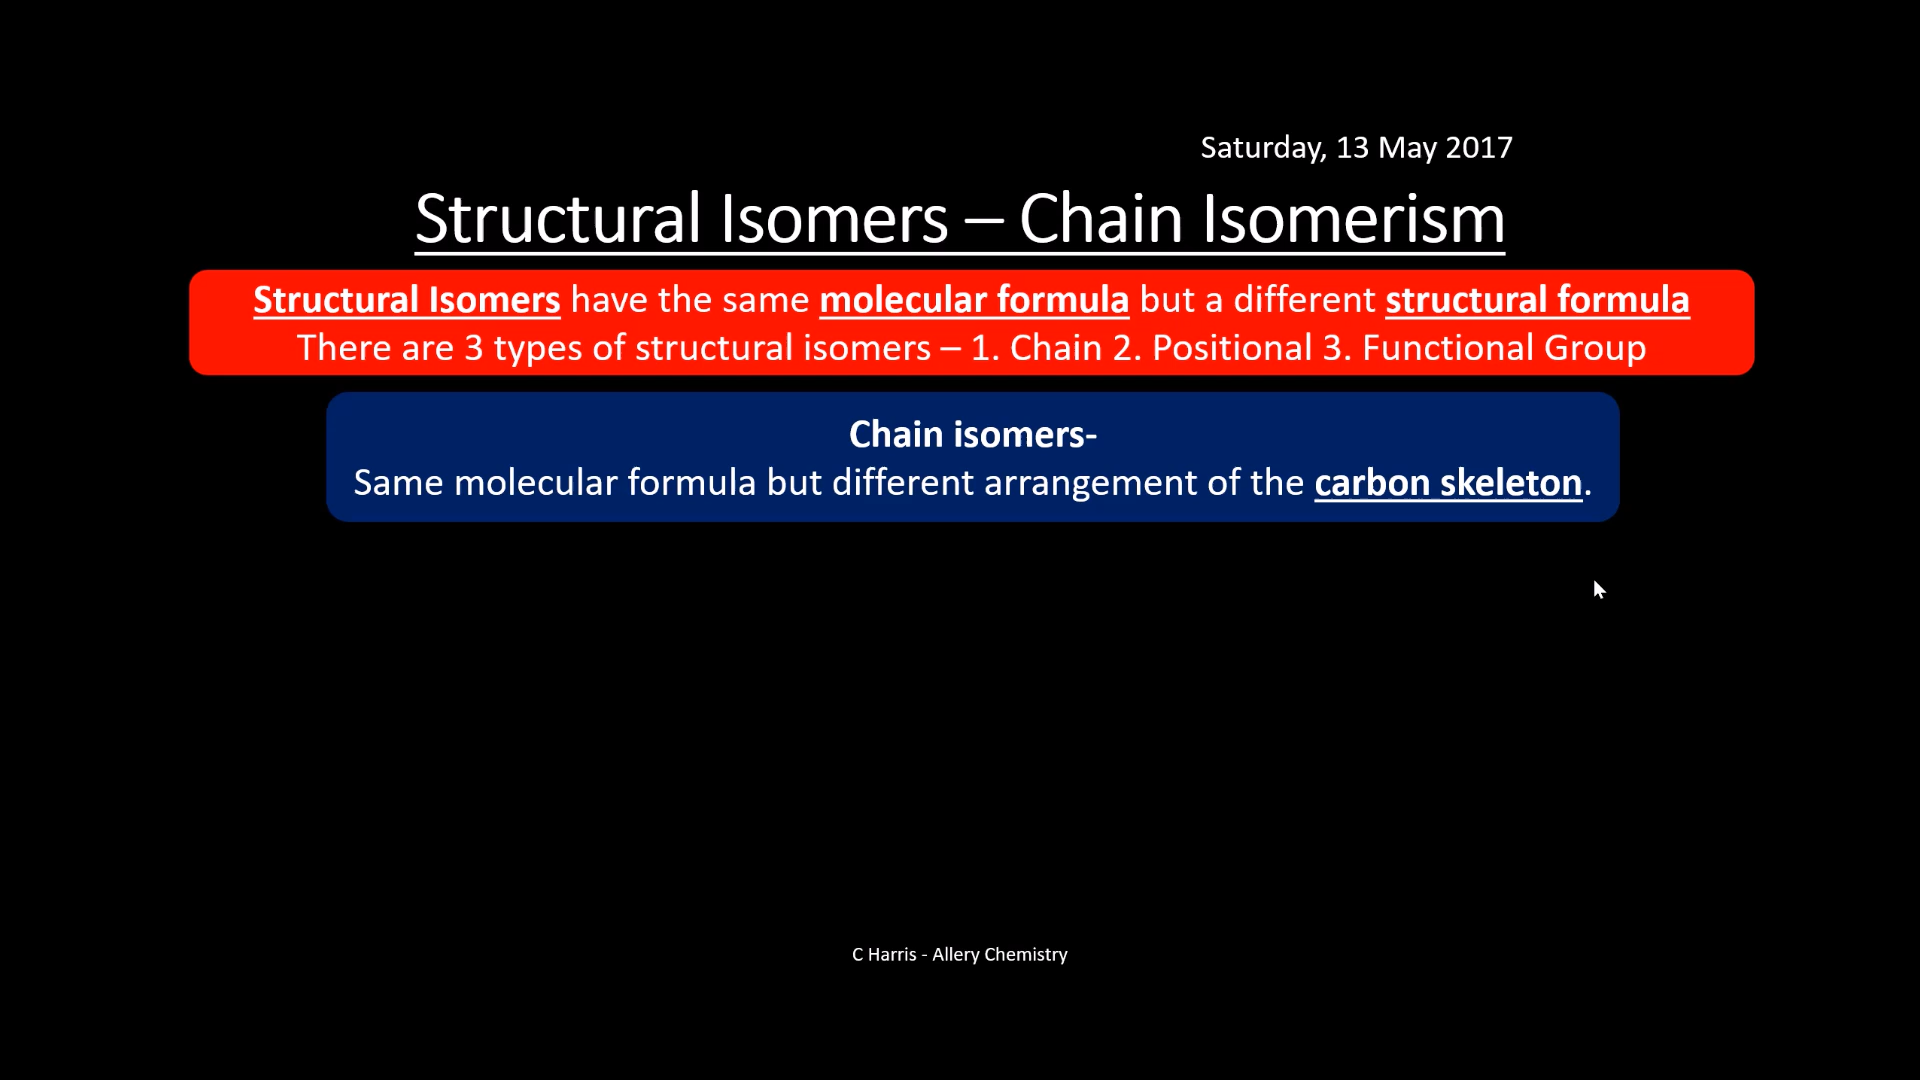 Saturday, 13 May 2017
Structural Isomers – Chain Isomerism
Structural Isomers have the same molecular formula but a different structural formula
There are 3 types of structural isomers – 1. Chain 2. Positional 3. Functional Group
Chain isomers-
Same molecular formula but different arrangement of the carbon skeleton.
C Harris - Allery Chemistry